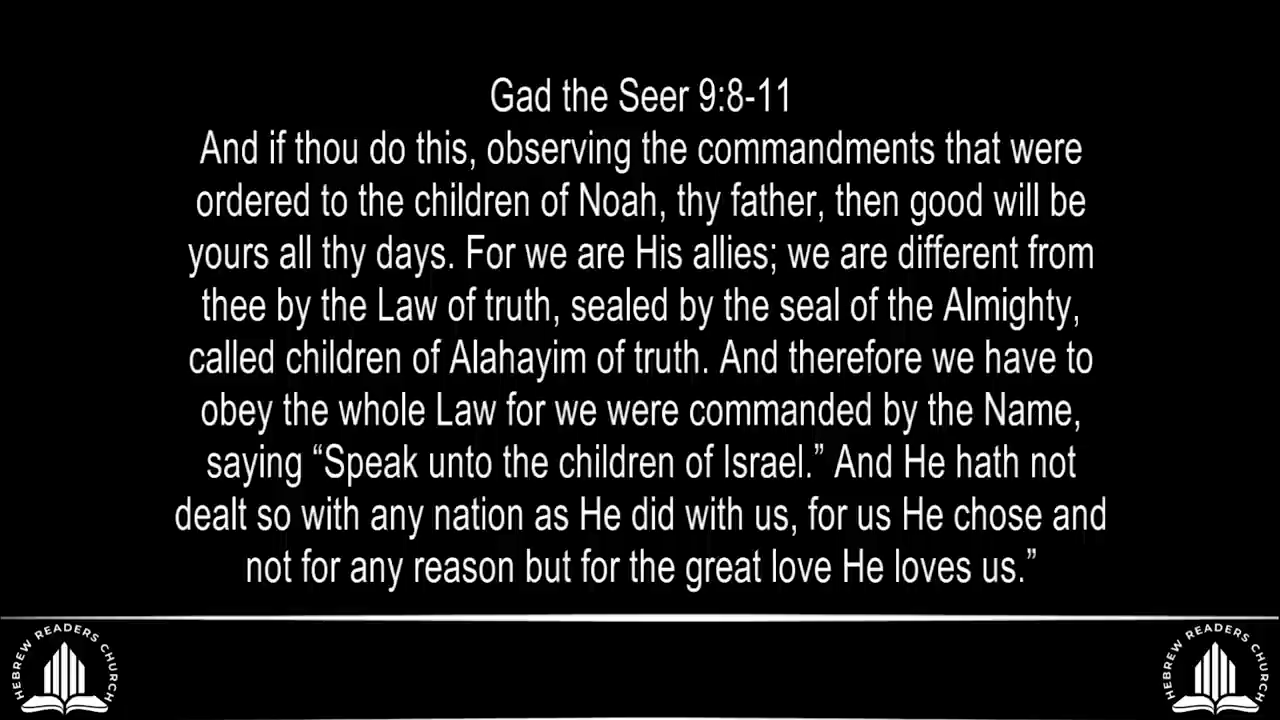 Gad the Seer 9:8-11
And if thou do this, observing the commandments that were
ordered to the children of Noah, thy father, then good will be
yours all thy days. For we are His allies; we are different from
thee by the Law of truth, sealed by the seal of the Almighty,
called children of Alahayim of truth. And therefore we have to
obey the whole Law for we were commanded by the Name,
saying “Speak unto the children of Israel.” And He hath not
dealt so with any nation as He did with us, for us He chose and
not for any reason but for the great love He loves us.”
HEBREW READERS CHURCH
HEBREW READERS CHURCH